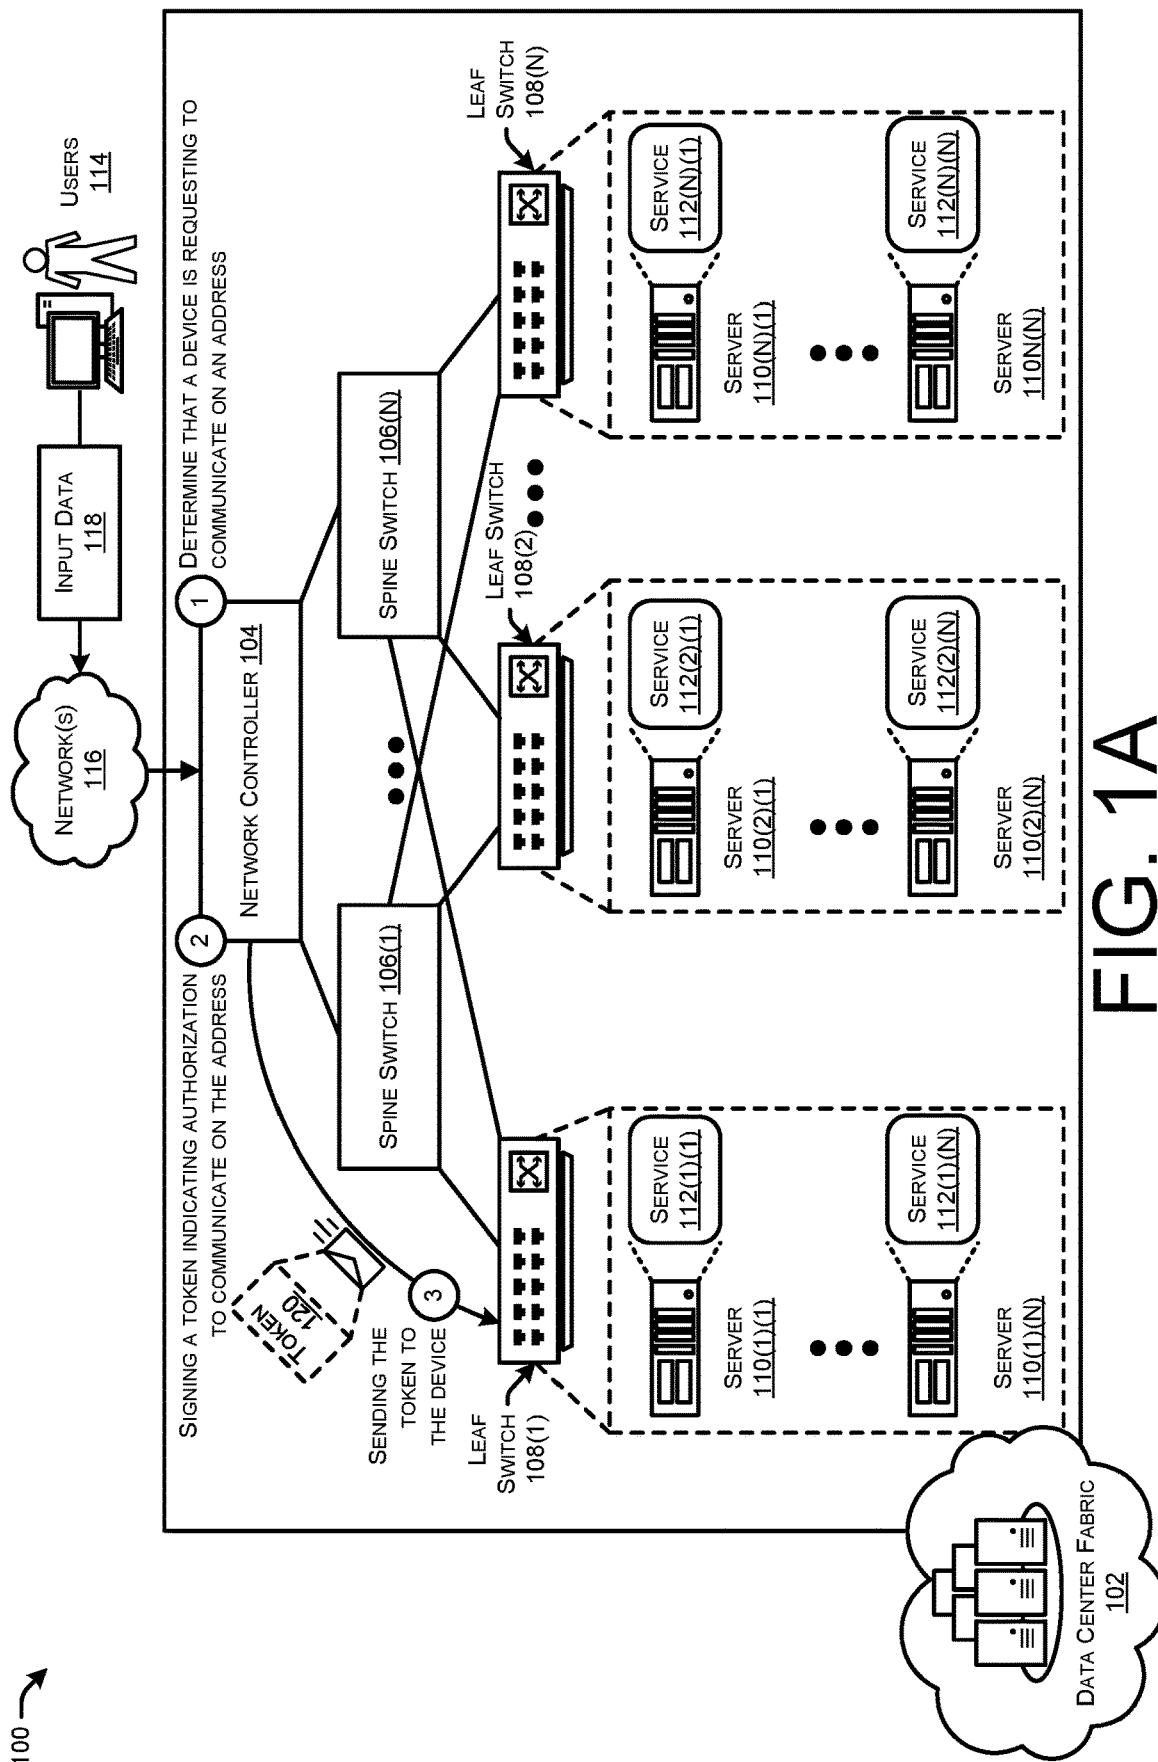 100
USERS
114
INPUT DATA
118
NETWORK(S)
116
SIGNING A TOKEN INDICATING AUTHORIZATION
TO COMMUNICATE ON THE ADDRESS
2
1
DETERMINE THAT A DEVICE IS REQUESTING TO
COMMUNICATE ON AN ADDRESS
NETWORK CONTROLLER 104
TOKEN
120
SENDING THE
TOKEN TO
THE DEVICE
3
SPINE SWITCH 106(1)
SPINE SWITCH 106(N)
LEAF
SWITCH
108(1)
LEAF SWITCH
108(2)
LEAF
SWITCH
108(N)
SERVER
110(1)(1)
SERVICE
112(1)(1)
SERVER
110(2)(1)
SERVICE
112(2)(1)
SERVER
110(N)(1)
SERVICE
112(N)(1)
SERVER
110(1)(N)
SERVICE
112(1)(N)
SERVER
110(2)(N)
SERVICE
112(2)(N)
SERVER
110N(N)
SERVICE
112(N)(N)
DATA CENTER FABRIC
102
FIG. 1A